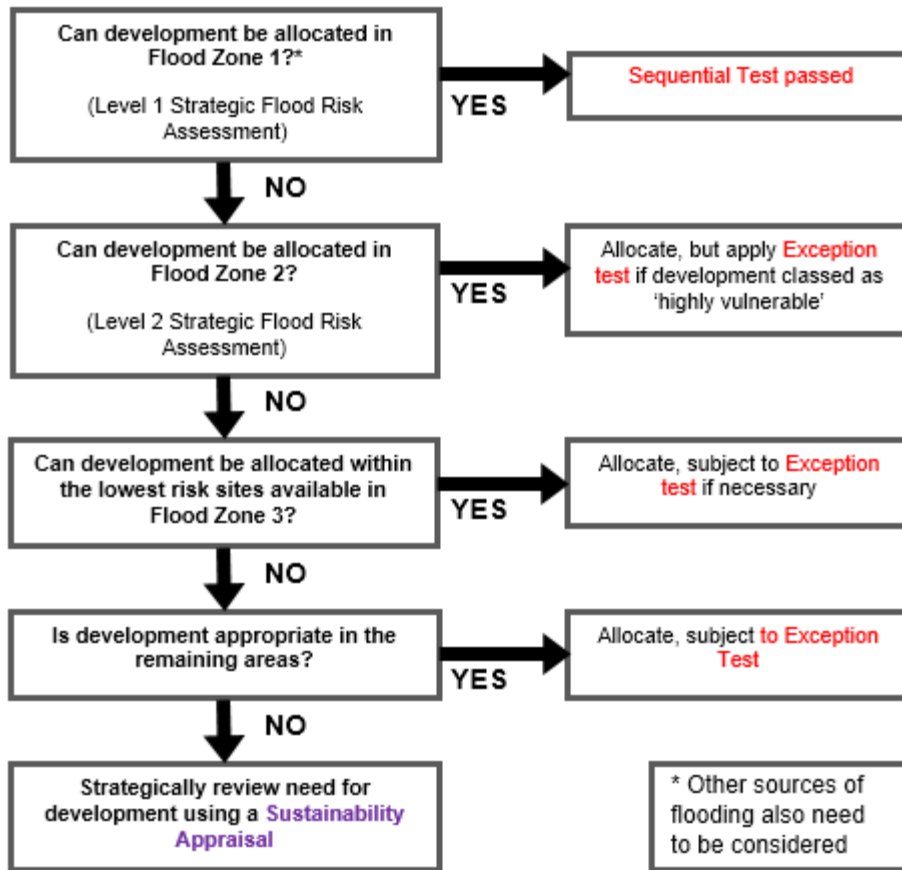 Can development be allocated in
Flood Zone 1?*
(Level 1 Strategic Flood Risk
Assessment)
YES
Sequential Test passed
NO
Can development be allocated in
Flood Zone 2?
(Level 2 Strategic Flood Risk
Assessment)
YES
Allocate, but apply Exception
test if development classed as
‘highly vulnerable’
NO
Can development be allocated within
the lowest risk sites available in
Flood Zone 3?
YES
Allocate, subject to Exception
test if necessary
NO
Is development appropriate in the
remaining areas?
YES
Allocate, subject to Exception
Test
NO
Strategically review need for
development using a Sustainability
Appraisal
* Other sources of
flooding also need
to be considered